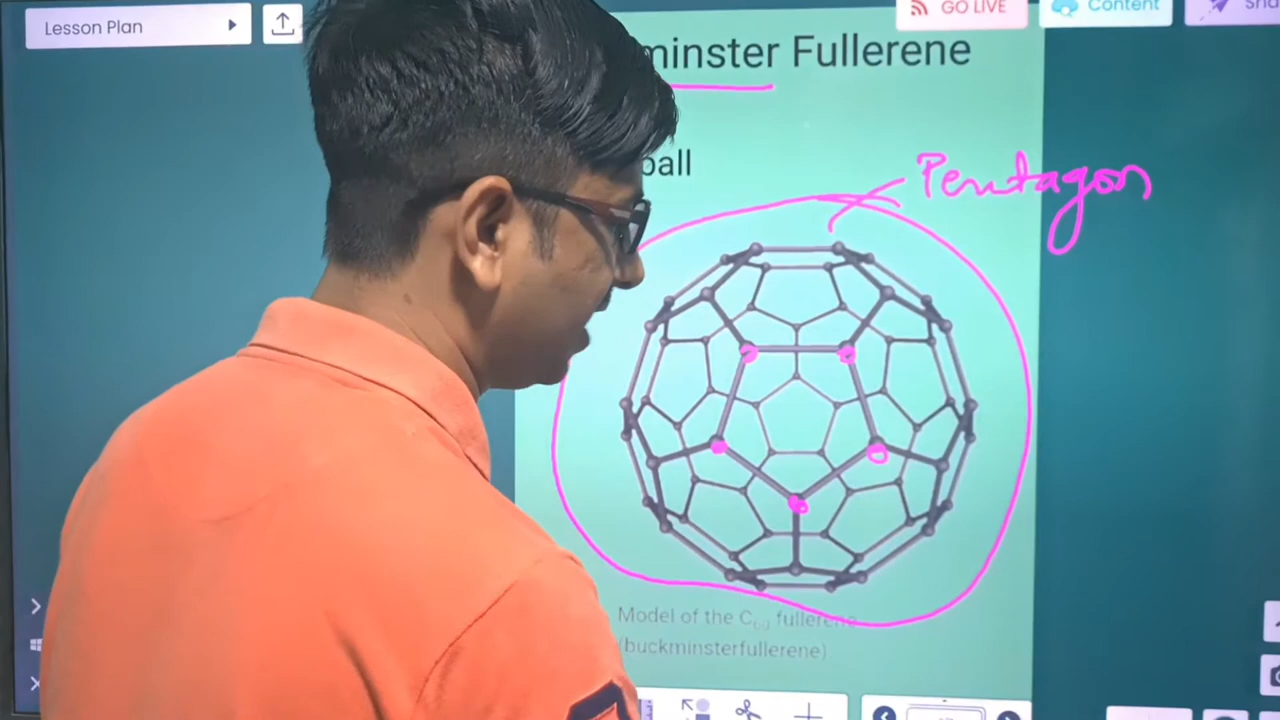 Lesson Plan
GO LIVE
Content
minster Fullerene
ball
Pentagon
Model of the C₆₀ fullerene
(buckminsterfullerene)